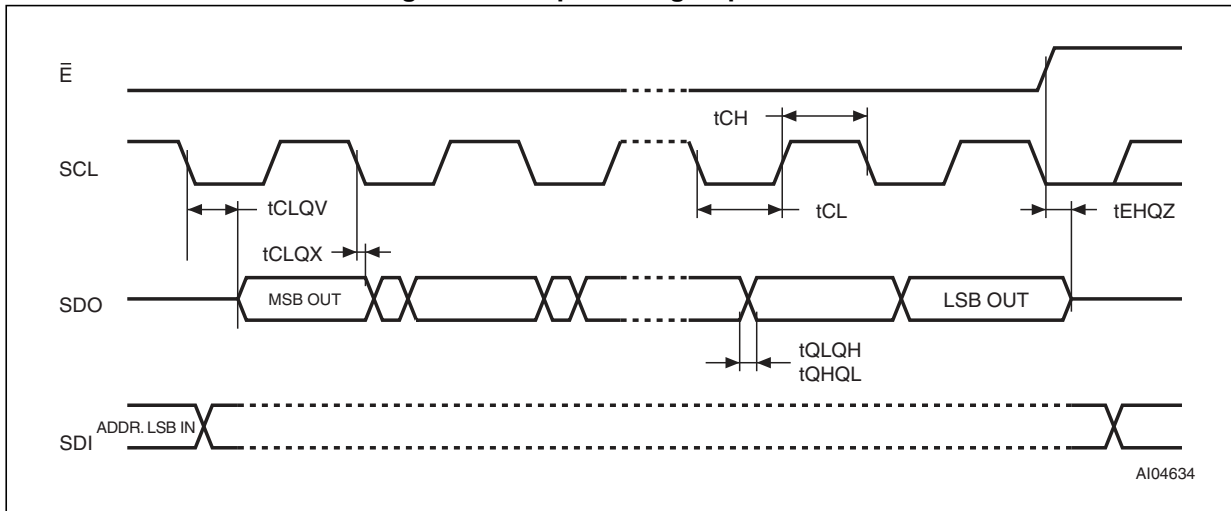 Ē
tCH
SCL
tCLQV
tCL
tEHQZ
tCLQX
SDO
MSB OUT
LSB OUT
tQLQH
tQHQL
ADDR. LSB IN
SDI
AI04634